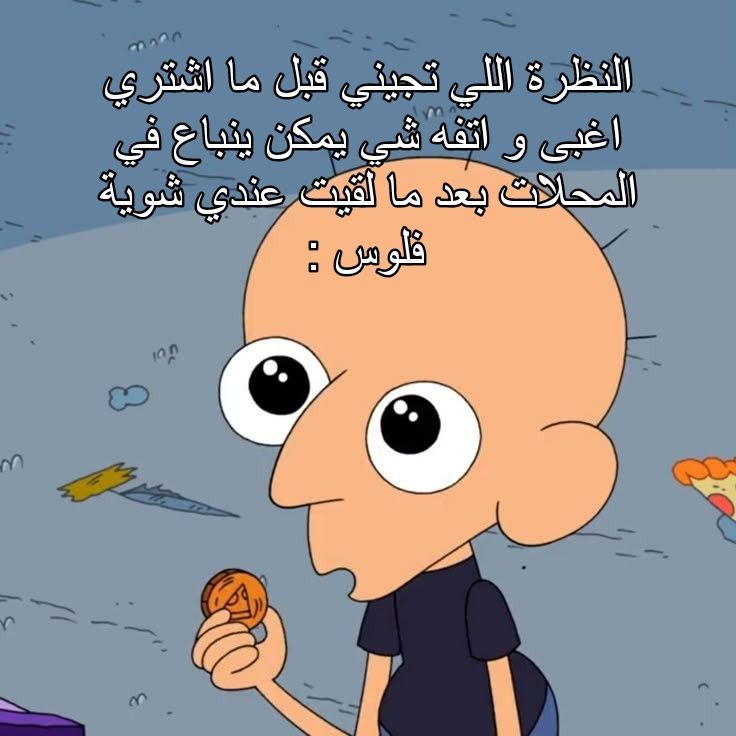 النظرة اللي تجيني قبل ما اشتري
اغبى و اتفه شي يمكن ينباع في
المحلات بعد ما لقيت عندي شوية
فلوس :